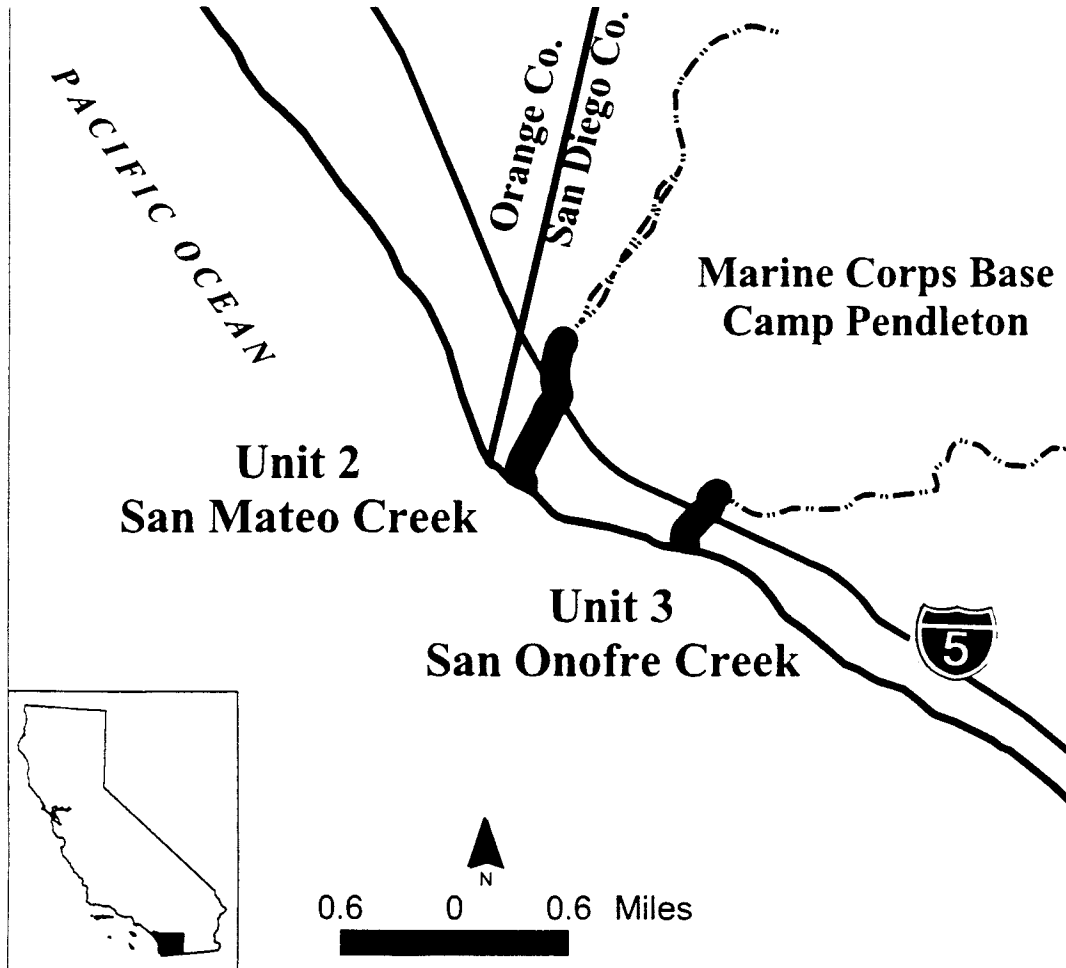 PACIFIC OCEAN
Orange Co.
San Diego Co.
Marine Corps Base
Camp Pendleton
Unit 2
San Mateo Creek
Unit 3
San Onofre Creek
5
N
0.6 0 0.6 Miles